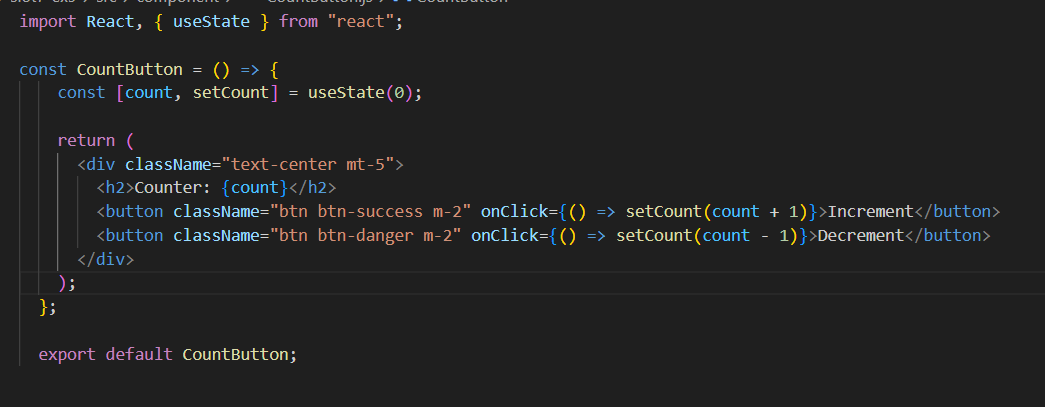 import React, { useState } from "react";
const CountButton = () => {
const [count, setCount] = useState(0);
return (
<div className="text-center mt-5">
<h2>Counter: {count}</h2>
<button className="btn btn-success m-2" onClick={() => setCount(count + 1)}>Increment</button>
<button className="btn btn-danger m-2" onClick={() => setCount(count - 1)}>Decrement</button>
</div>
);
};
export default CountButton;